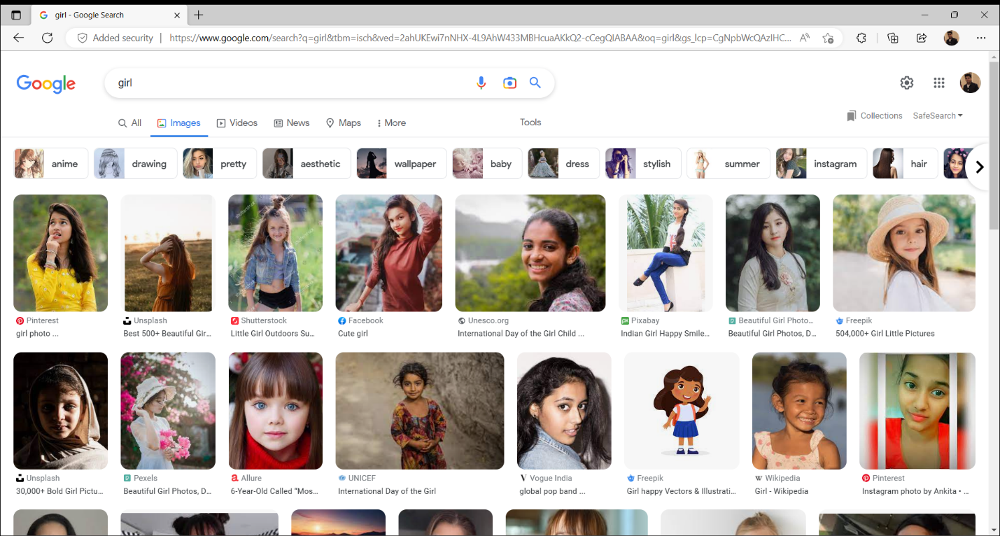 girl - Google Search
Added security
https://www.google.com/search?q=girl&tbm=isch&ved=2ahUKEwi7nNHX-4L9AhW433MBHcuaAKkQ2-cCegQIABAA&oq=girl&gs_lcp=CgNpbWcQAzIHC...
Google
girl
All
Images
Videos
News
Maps
More
Tools
Collections
SafeSearch
anime
drawing
pretty
aesthetic
wallpaper
baby
dress
stylish
summer
instagram
hair
Pinterest
girl photo ...
Unsplash
Best 500+ Beautiful Gir...
Shutterstock
Little Girl Outdoors Su...
Facebook
Cute girl
Unesco.org
International Day of the Girl Child ...
Pixabay
Indian Girl Happy Smile...
Beautiful Girl Photo...
Beautiful Girl Photos, D...
Freepik
504,000+ Girl Little Pictures
Unsplash
30,000+ Bold Girl Pictu...
Pexels
Beautiful Girl Photos, D...
Allure
6-Year-Old Called “Mos...
UNICEF
International Day of the Girl
Vogue India
global pop band ...
Freepik
Girl happy Vectors & Illustrati...
Wikipedia
Girl - Wikipedia
Pinterest
Instagram photo by Ankita • ...